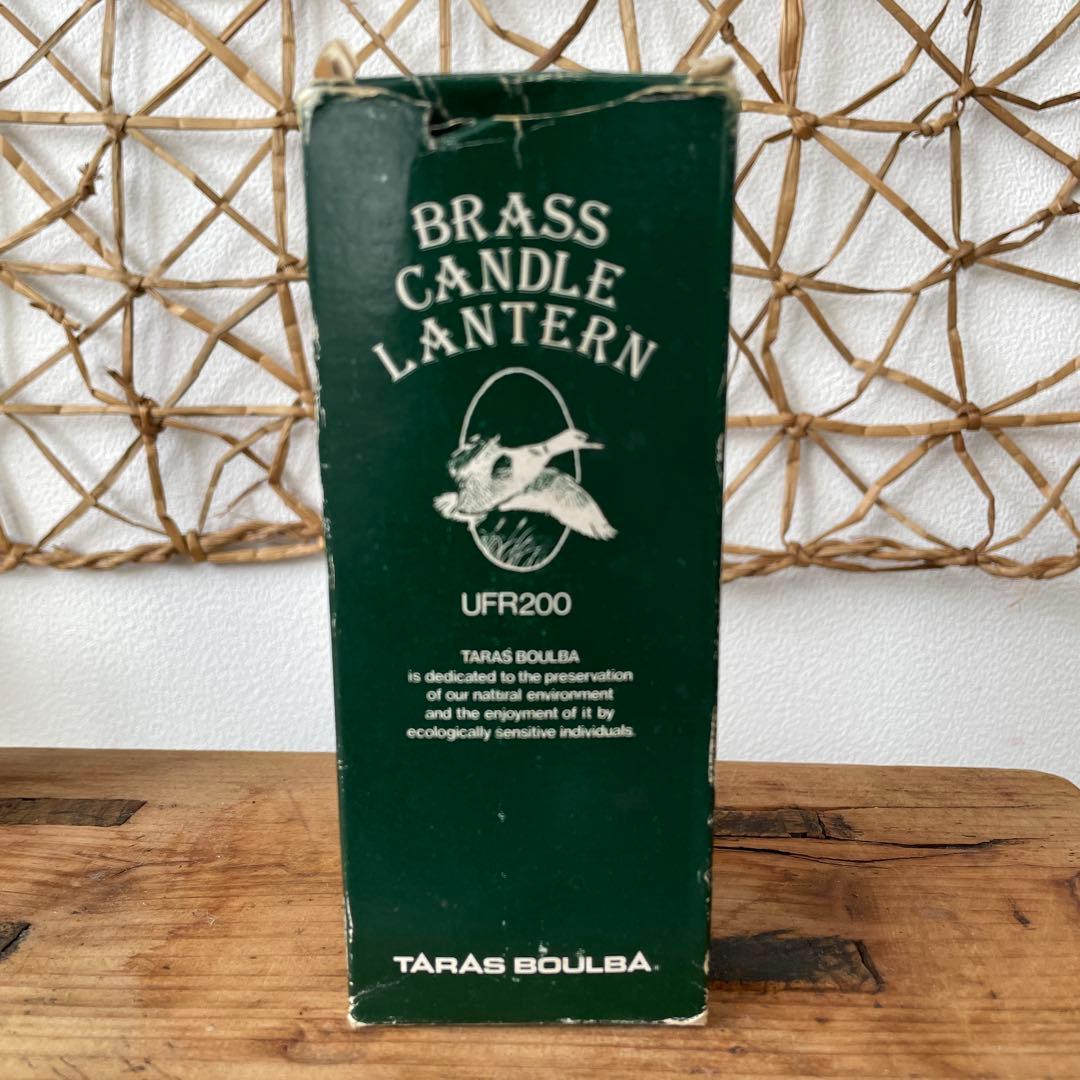 BRASS
CANDLE
LANTERN
UFR200
TARAS BOULBA
is dedicated to the preservation
of our natural environment
and the enjoyment of it by
ecologically sensitive individuals.
TARAS BOULBA